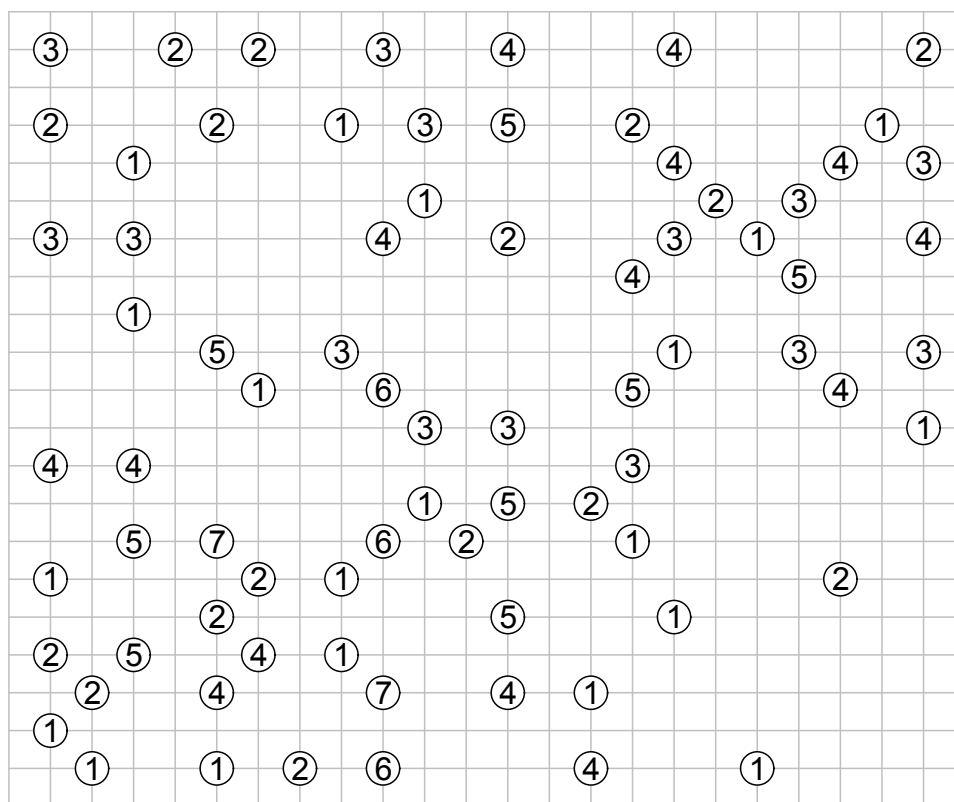 3 2 2 3 4 4 2
2 2 1 3 5 2 1
1 4 4 3
1 2 3
3 3 4 2 3 1 4
4 5
1
5 3 1 3 3
1 6 5 4
3 3 1
4 4 3
1 5 2
5 7 6 2 1
1 2 1 2
2 5 1
2 5 4 1
2 4 7 4 1
1
1 1 2 6 4 1